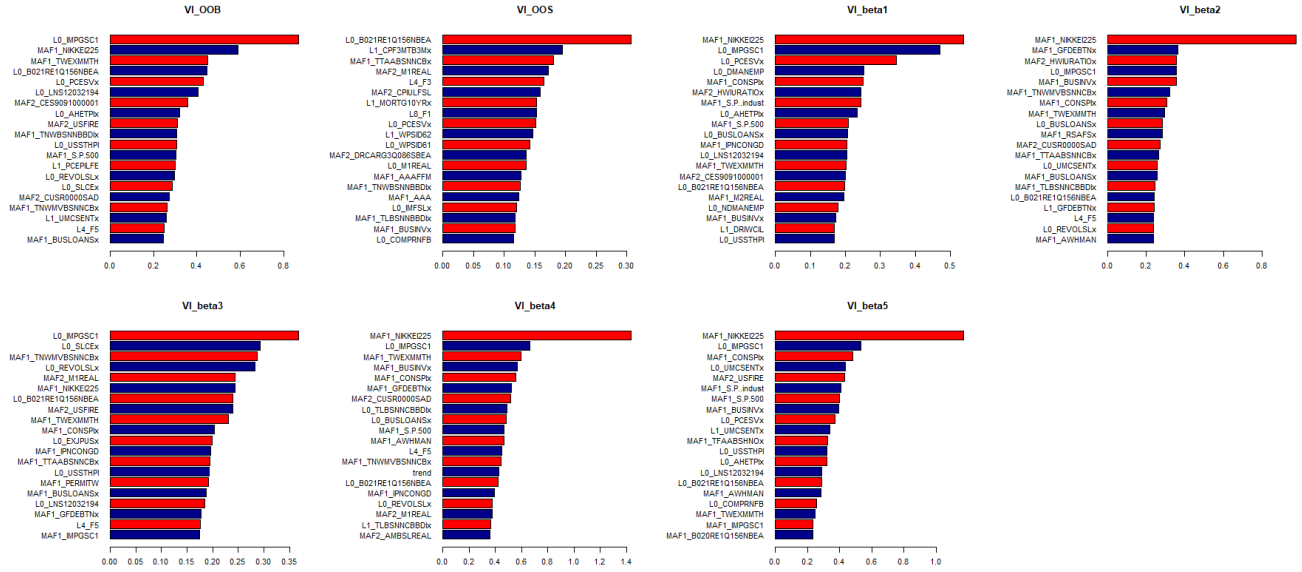 VI_OOB
L0_IMPGSC1
MAF1_NIKKEI225
MAF1_TWEXMMTH
L0_B021RE1Q156NBEA
L0_PCESVx
L0_LNS12032194
MAF2_CES9091000001
L0_AHETPIx
MAF2_USFIRE
MAF1_TNWBSNNBBDIx
L0_USSTHPI
MAF1_S.P.500
L1_PCEPILFE
L0_REVOLSLx
L0_SLCEx
MAF2_CUSR0000SAD
MAF1_TNWMVBSNNCBx
L1_UMCSENTx
L4_F5
MAF1_BUSLOANSx
0.0 0.2 0.4 0.6 0.8
VI_OOS
L0_B021RE1Q156NBEA
L1_CPF3MTB3Mx
MAF1_TTAABSNNCBx
MAF2_M1REAL
L4_F3
MAF2_CPIULFSL
L1_MORTG10YRx
L8_F1
L0_PCESVx
L1_WPSID62
L0_WPSID61
MAF2_DRCARG3Q086SBEA
L0_M1REAL
MAF1_AAAFFM
MAF1_TNWBSNNBBDIx
MAF1_AAA
L0_IMFSLx
MAF1_TLBSNNBBDIx
MAF1_BUSINVx
L0_COMPRNFB
0.00 0.05 0.10 0.15 0.20 0.25 0.30
VI_beta1
MAF1_NIKKEI225
L0_IMPGSC1
L0_PCESVx
L0_DMANEMP
MAF1_CONSPIx
MAF2_HWIURATIOx
MAF1_S.P..indust
L0_AHETPIx
MAF1_S.P.500
L0_BUSLOANSx
MAF1_IPNCONGD
L0_LNS12032194
MAF1_TWEXMMTH
MAF2_CES9091000001
L0_B021RE1Q156NBEA
MAF1_M2REAL
L0_NDMANEMP
MAF1_BUSINVx
L1_DRIWCIL
L0_USSTHPI
0.0 0.1 0.2 0.3 0.4 0.5
VI_beta2
MAF1_NIKKEI225
MAF1_GFDEBTNx
MAF2_HWIURATIOx
L0_IMPGSC1
MAF1_BUSINVx
MAF1_TNWMVBSNNCBx
MAF1_CONSPIx
MAF1_TWEXMMTH
L0_BUSLOANSx
MAF1_RSAFSx
MAF2_CUSR0000SAD
MAF1_TTAABSNNCBx
L0_UMCSENTx
MAF1_BUSLOANSx
MAF1_TLBSNNCBBDIx
L0_B021RE1Q156NBEA
L1_GFDEBTNx
L4_F5
L0_REVOLSLx
MAF1_AWHMAN
0.0 0.2 0.4 0.6 0.8
VI_beta3
L0_IMPGSC1
L0_SLCEx
MAF1_TNWMVBSNNCBx
L0_REVOLSLx
MAF2_M1REAL
MAF1_NIKKEI225
L0_B021RE1Q156NBEA
MAF2_USFIRE
MAF1_TWEXMMTH
MAF1_CONSPIx
L0_EXJPUSx
MAF1_IPNCONGD
MAF1_TTAABSNNCBx
L0_USSTHPI
MAF1_PERMITW
MAF1_BUSLOANSx
L0_LNS12032194
MAF1_GFDEBTNx
L4_F5
MAF1_IMPGSC1
0.00 0.05 0.10 0.15 0.20 0.25 0.30 0.35
VI_beta4
MAF1_NIKKEI225
L0_IMPGSC1
MAF1_TWEXMMTH
MAF1_BUSINVx
MAF1_CONSPIx
MAF1_GFDEBTNx
MAF2_CUSR0000SAD
L0_TLBSNNCBBDIx
L0_BUSLOANSx
MAF1_S.P.500
MAF1_AWHMAN
L4_F5
MAF1_TNWMVBSNNCBx
trend
L0_B021RE1Q156NBEA
MAF1_IPNCONGD
L0_REVOLSLx
MAF2_M1REAL
L1_TLBSNNCBBDIx
MAF2_AMBSLREAL
0.0 0.2 0.4 0.6 0.8 1.0 1.2 1.4
VI_beta5
MAF1_NIKKEI225
L0_IMPGSC1
MAF1_CONSPIx
L0_UMCSENTx
MAF2_USFIRE
MAF1_S.P..indust
MAF1_S.P.500
MAF1_BUSINVx
L0_PCESVx
L1_UMCSENTx
MAF1_TFAABSHNOx
L0_USSTHPI
L0_AHETPIx
L0_LNS12032194
L0_B021RE1Q156NBEA
MAF1_AWHMAN
L0_COMPRNFB
MAF1_TWEXMMTH
MAF1_IMPGSC1
MAF1_B020RE1Q156NBEA
0.0 0.2 0.4 0.6 0.8 1.0